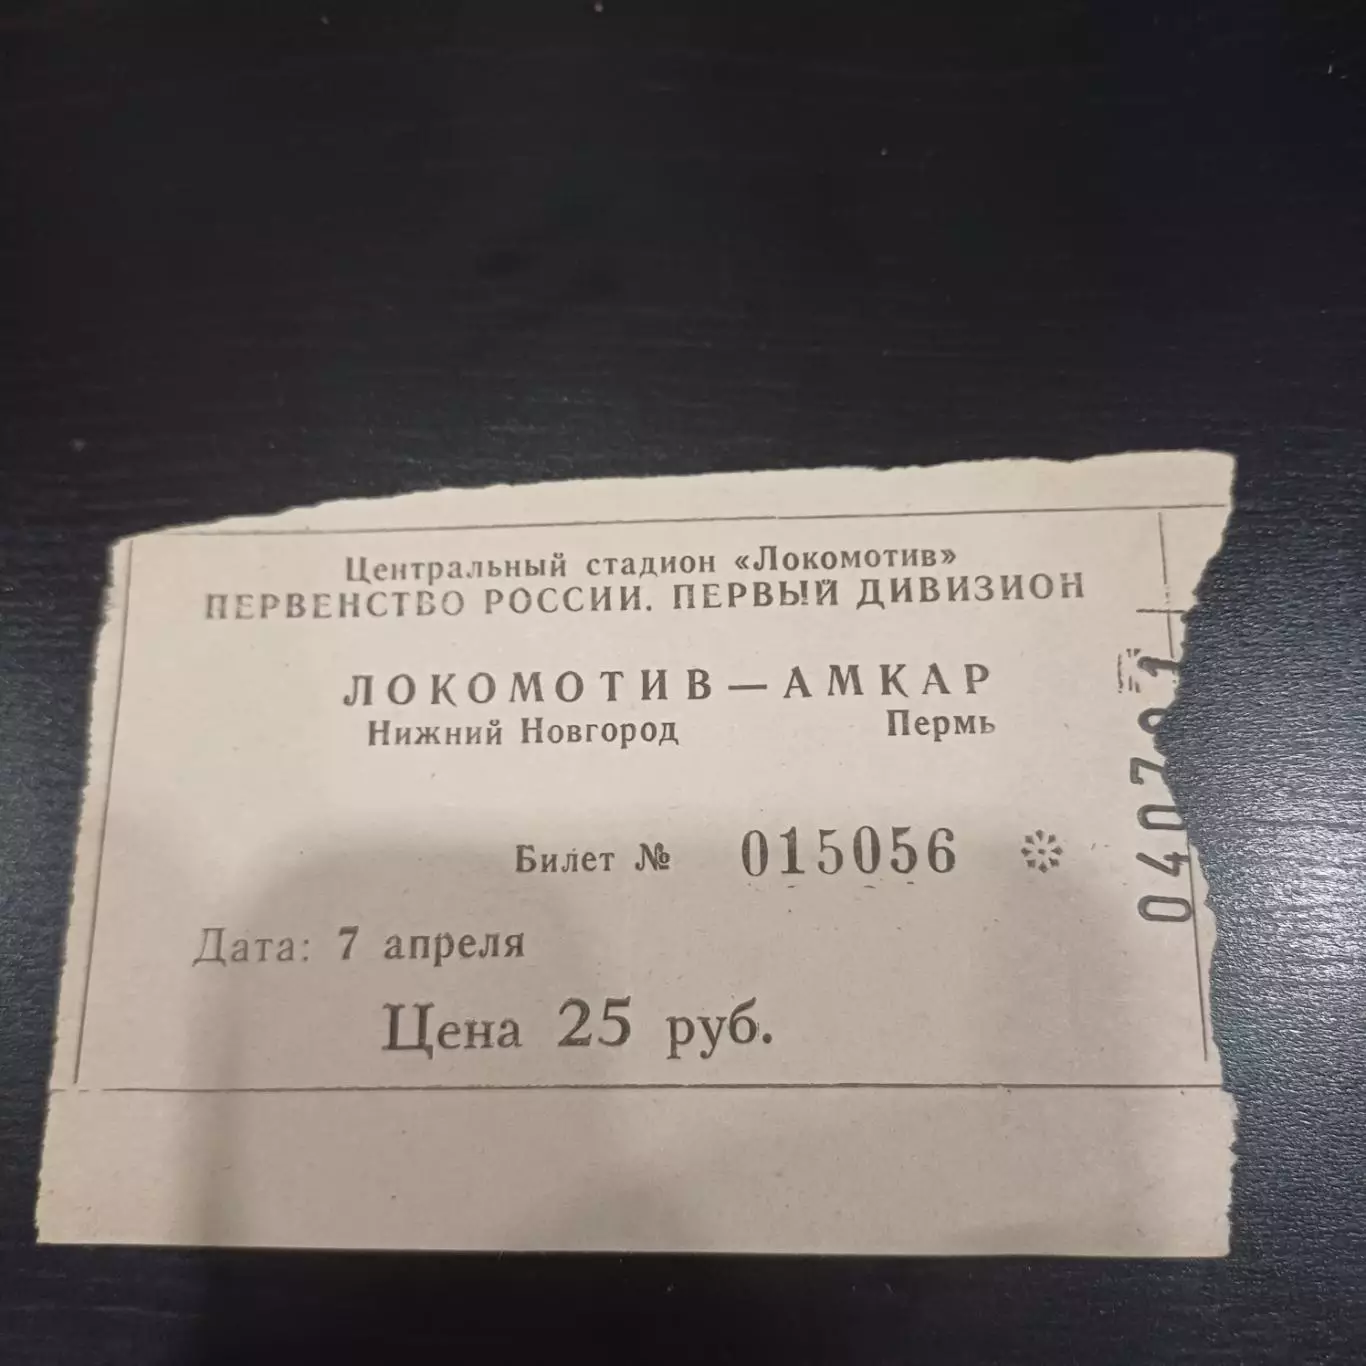 Центральный стадион «Локомотив»
ПЕРВЕНСТВО РОССИИ. ПЕРВЫЙ ДИВИЗИОН
ЛОКОМОТИВ — АМКАР
Нижний Новгород Пермь
Билет № 015056
Дата: 7 апреля
Цена 25 руб.